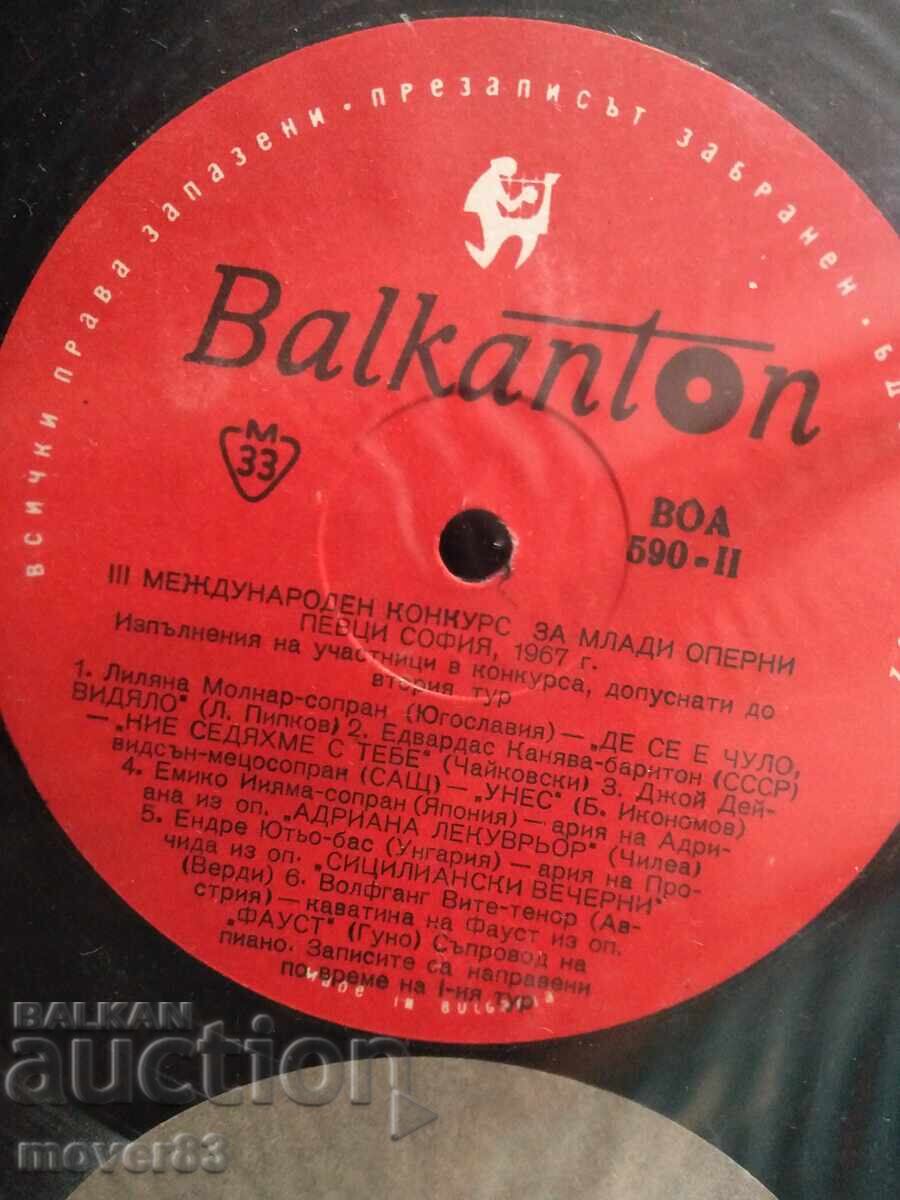 ВСИЧКИ ПРАВА ЗАПАЗЕНИ · ПРЕЗАПИСЪТ ЗАБРАНЕН ·
Balkanton
М
33
ВОА
590-II
III МЕЖДУНАРОДЕН КОНКУРС ЗА МЛАДИ ОПЕРНИ
ПЕВЦИ СОФИЯ, 1967 г.
Изпълнения на участници в конкурса, допуснати до
втория тур
1. Лиляна Молнар-сопран (Югославия) — „ДЕ СЕ Е ЧУЛО,
ВИДЯЛО" (Л. Пипков) 2. Едвардас Канява-баритон (СССР)
— „НИЕ СЕДЯХМЕ С ТЕБЕ" (Чайковски) 3. Джой Дей-
видсън-мецосопран (САЩ) — „УНЕС" (Б. Икономов)
4. Емико Иияма-сопран (Япония) — ария на Адри-
ана из оп. „АДРИАНА ЛЕКУВРЬОР" (Чилеа)
5. Ендре Ютьо-бас (Унгария) — ария на Про-
чида из оп. „СИЦИЛИАНСКИ ВЕЧЕРНИ"
(Верди) 6. Волфганг Вите-тенор (Ав-
стрия) — каватина на Фауст из оп.
„ФАУСТ" (Гуно) Съпровод на
пиано. Записите са направени
по време на I-ия тур
MADE IN BULGARIA
BALKAN
auction
mover83